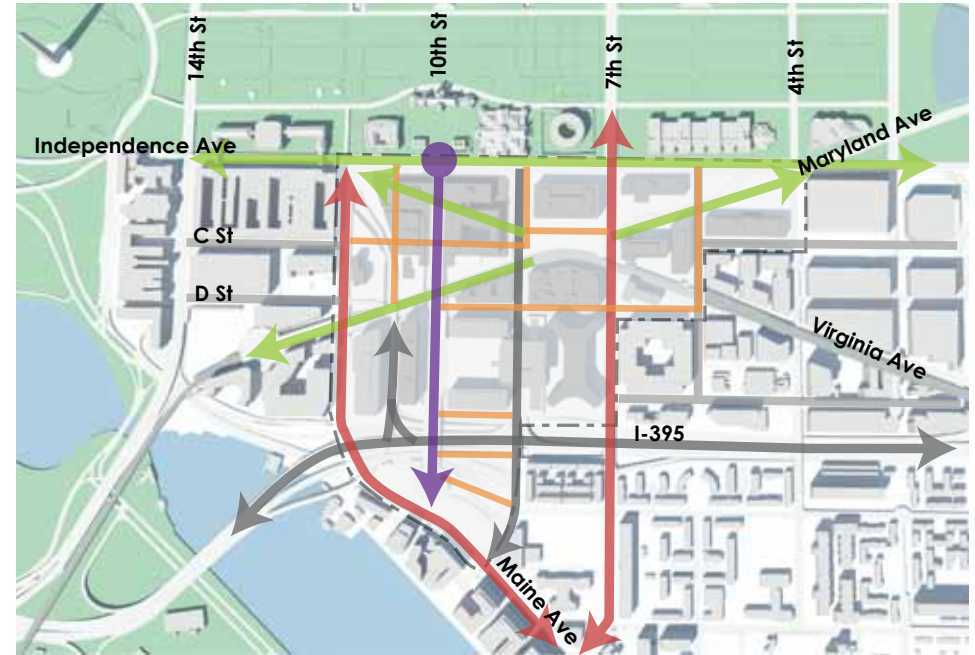 14th St
10th St
7th St
4th St
Independence Ave
Maryland Ave
C St
D St
Virginia Ave
I-395
Maine Ave